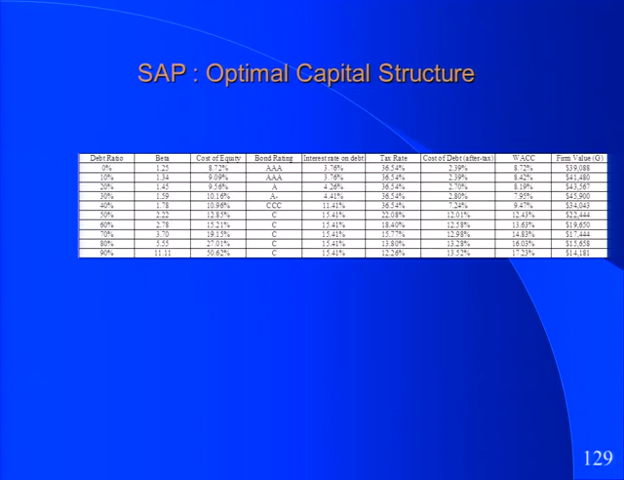 SAP : Optimal Capital Structure
Debt Ratio Beta Cost of Equity Bond Rating Interest rate on debt Tax Rate Cost of Debt (after-tax) WACC Firm Value (G)
0% 1.25 8.72% AAA 3.76% 36.54% 2.39% 8.72% $39,088
10% 1.34 9.09% AAA 3.76% 36.54% 2.39% 8.42% $41,480
20% 1.45 9.56% A 4.26% 36.54% 2.70% 8.19% $43,567
30% 1.59 10.16% A- 4.41% 36.54% 2.80% 7.95% $45,900
40% 1.78 10.96% CCC 11.41% 36.54% 7.24% 9.47% $34,043
50% 2.22 12.85% C 15.41% 22.08% 12.01% 12.43% $22,444
60% 2.78 15.21% C 15.41% 18.40% 12.58% 13.63% $19,650
70% 3.70 19.15% C 15.41% 15.77% 12.98% 14.83% $17,444
80% 5.55 27.01% C 15.41% 13.80% 13.28% 16.03% $15,658
90% 11.11 50.62% C 15.41% 12.26% 13.52% 17.23% $14,181
129